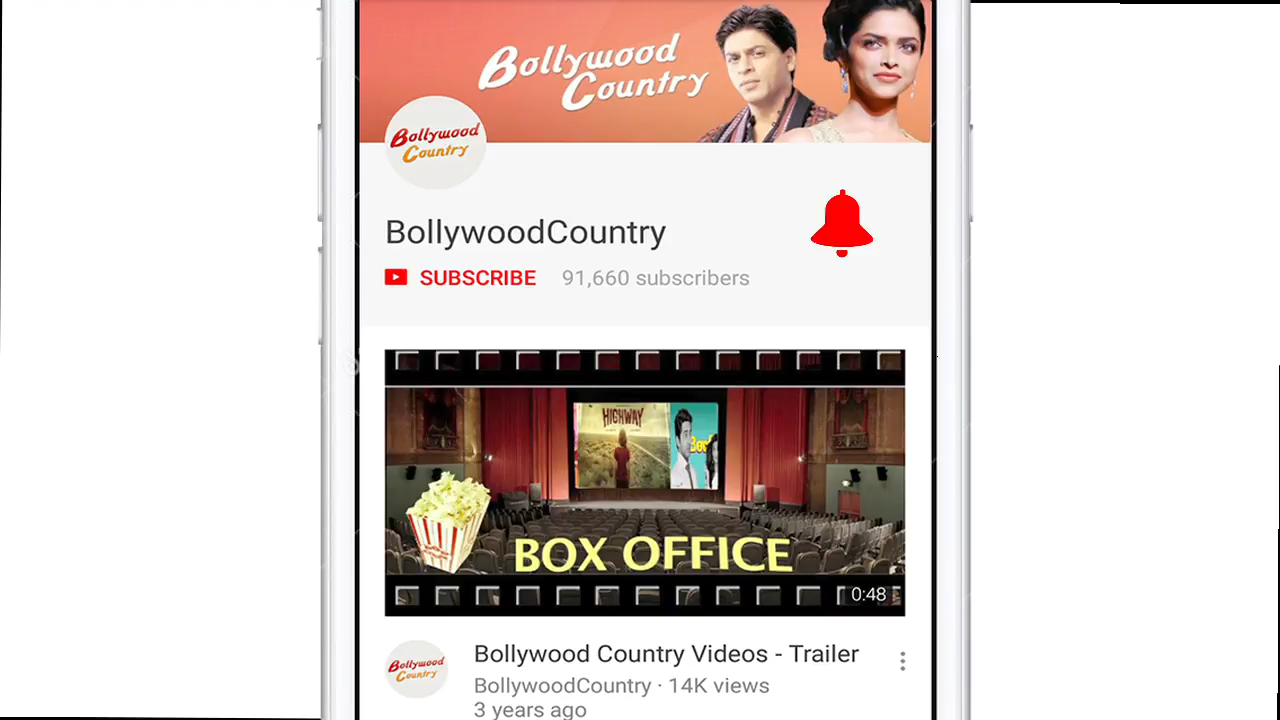 Bollywood
Country
Bollywood
Country
BollywoodCountry
SUBSCRIBE 91,660 subscribers
HIGHWAY
BOX OFFICE
0:48
Bollywood Country Videos - Trailer
Bollywood
Country
BollywoodCountry · 14K views
3 years ago